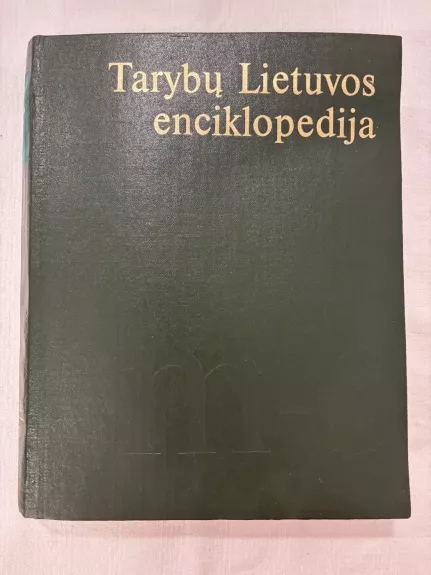 Tarybų Lietuvos
enciklopedija
m